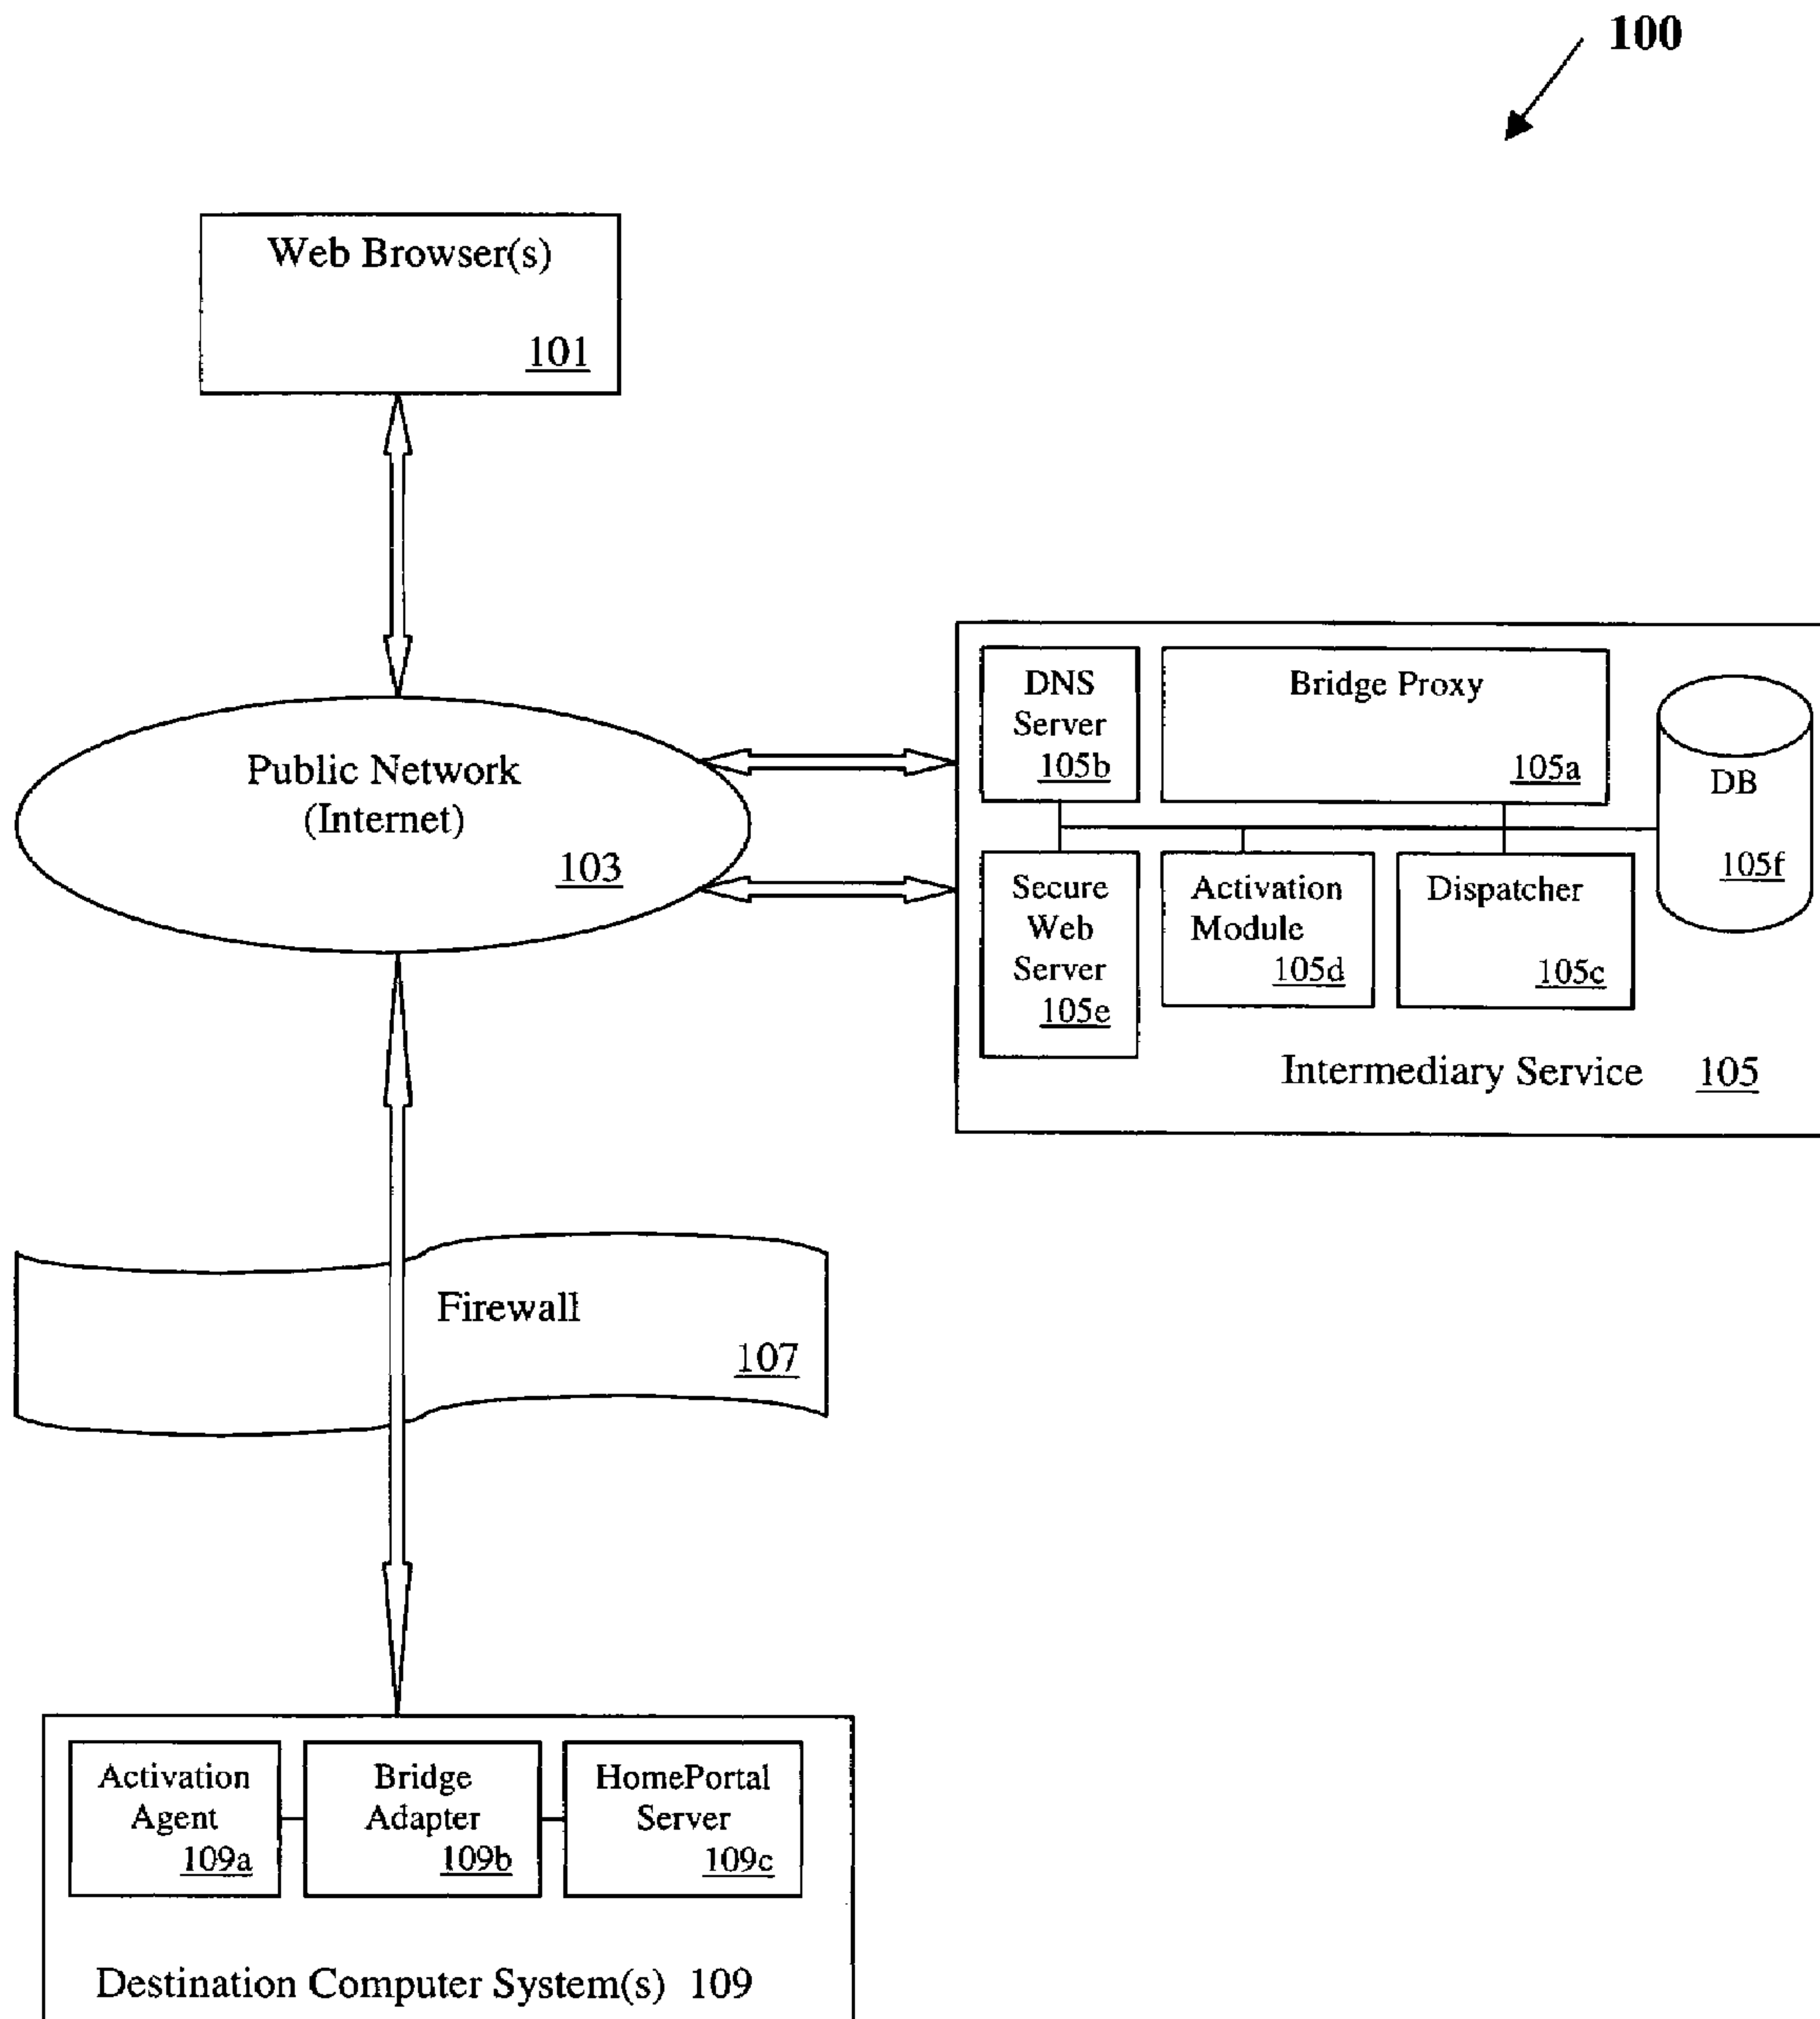 100
Web Browser(s)
101
Public Network
(Internet)
103
DNS
Server
105b
Bridge Proxy
105a
DB
105f
Secure
Web
Server
105e
Activation
Module
105d
Dispatcher
105c
Intermediary Service 105
Firewall
107
Activation
Agent
109a
Bridge
Adapter
109b
HomePortal
Server
109c
Destination Computer System(s) 109